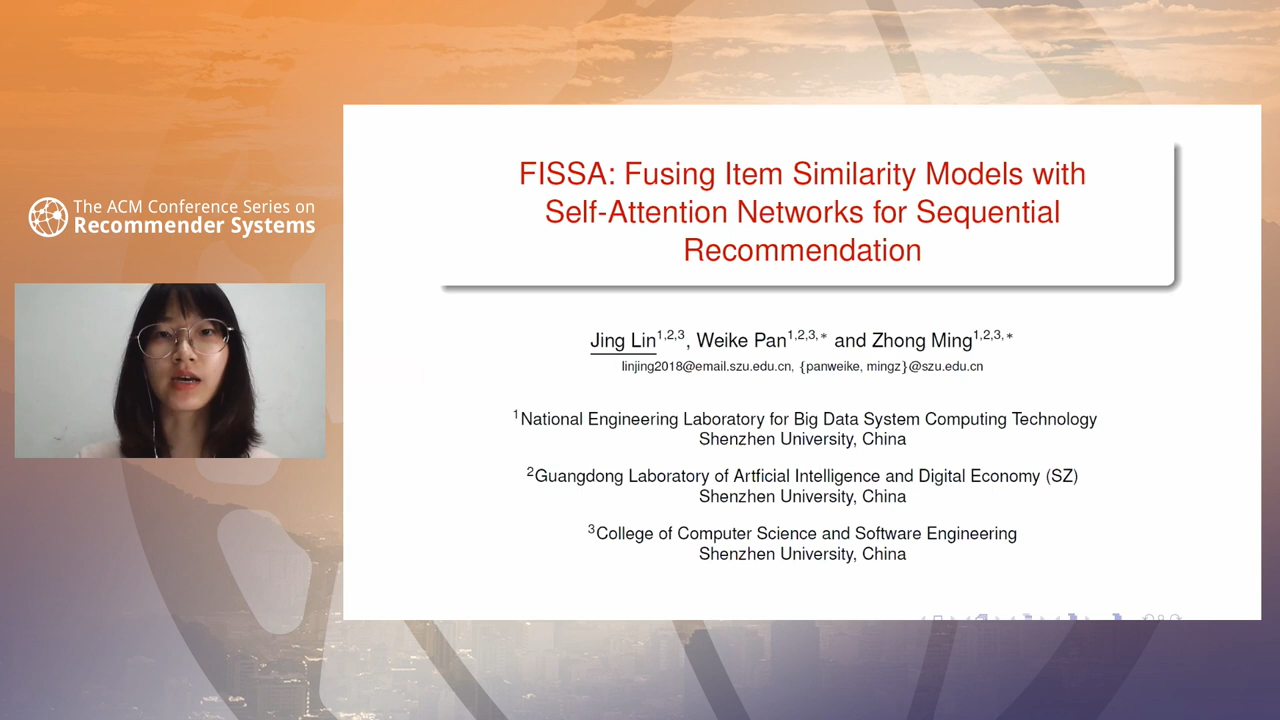 The ACM Conference Series on
Recommender Systems
FISSA: Fusing Item Similarity Models with
Self-Attention Networks for Sequential
Recommendation
Jing Lin1,2,3, Weike Pan1,2,3,* and Zhong Ming1,2,3,*
linjing2018@email.szu.edu.cn, {panweike, mingz}@szu.edu.cn
1National Engineering Laboratory for Big Data System Computing Technology
Shenzhen University, China
2Guangdong Laboratory of Artficial Intelligence and Digital Economy (SZ)
Shenzhen University, China
3College of Computer Science and Software Engineering
Shenzhen University, China